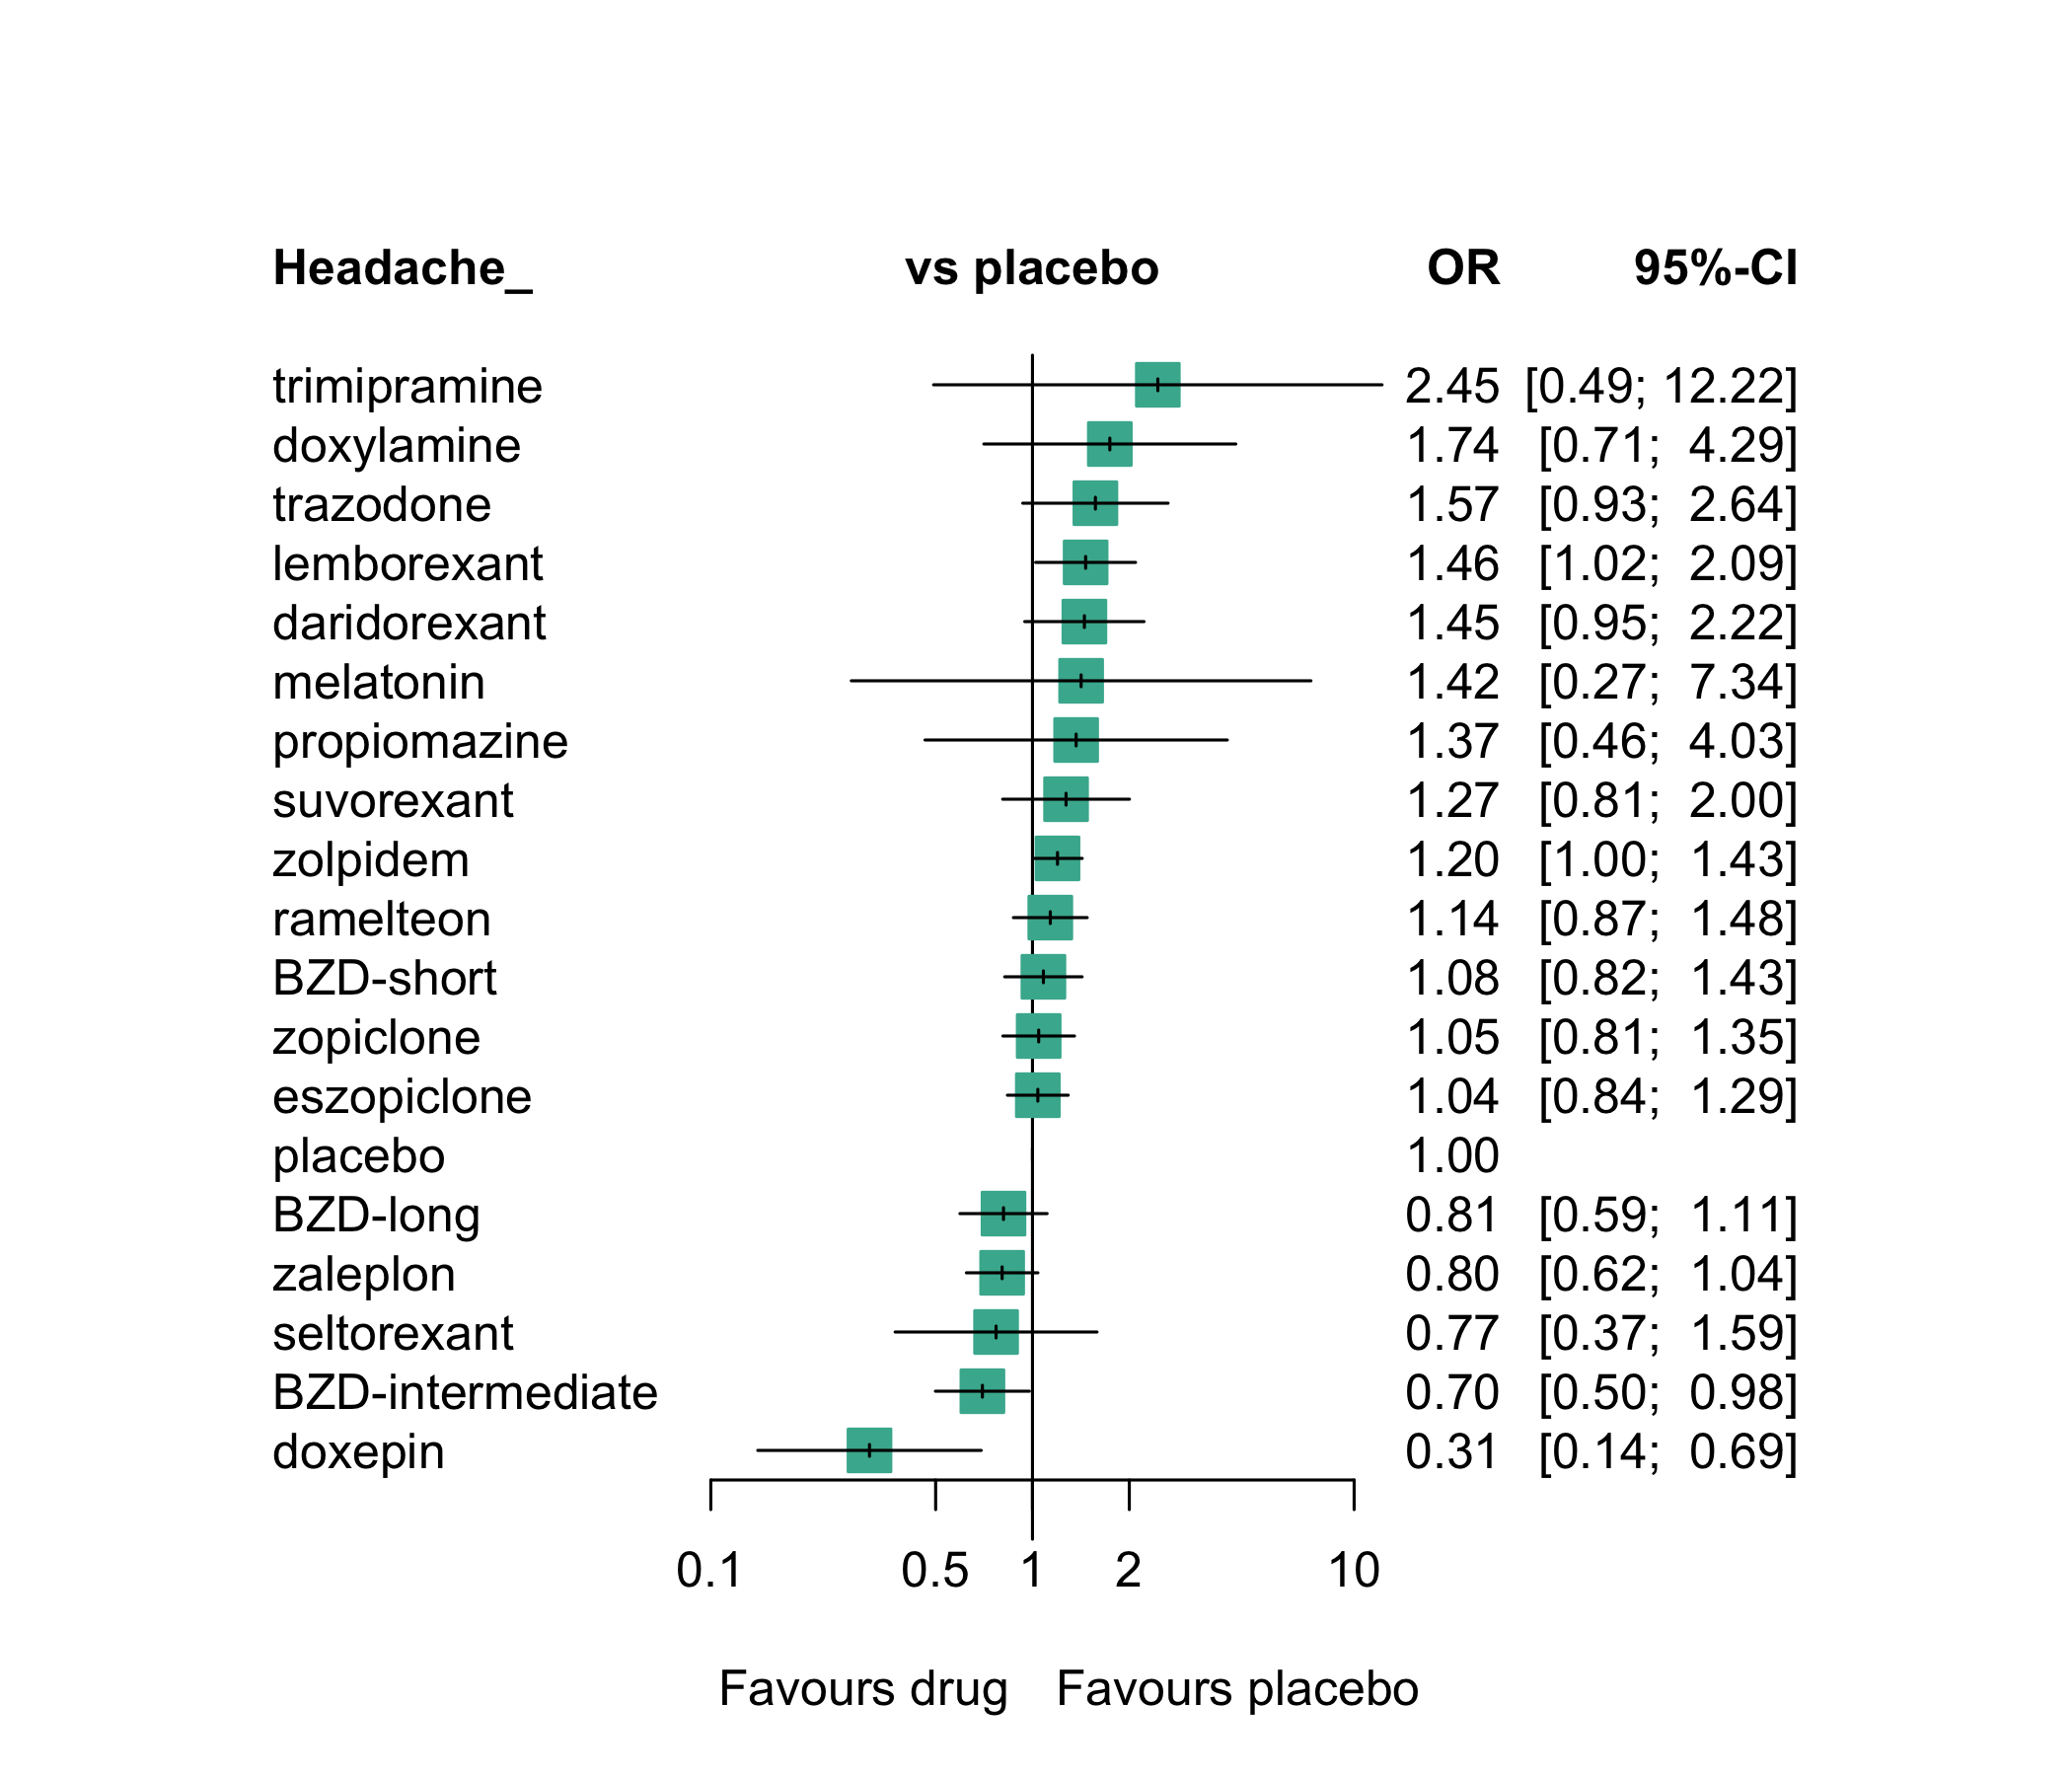 Headache_ vs placebo OR 95%-CI
trimipramine 2.45 [0.49; 12.22]
doxylamine 1.74 [0.71; 4.29]
trazodone 1.57 [0.93; 2.64]
lemborexant 1.46 [1.02; 2.09]
daridorexant 1.45 [0.95; 2.22]
melatonin 1.42 [0.27; 7.34]
propiomazine 1.37 [0.46; 4.03]
suvorexant 1.27 [0.81; 2.00]
zolpidem 1.20 [1.00; 1.43]
ramelteon 1.14 [0.87; 1.48]
BZD-short 1.08 [0.82; 1.43]
zopiclone 1.05 [0.81; 1.35]
eszopiclone 1.04 [0.84; 1.29]
placebo 1.00
BZD-long 0.81 [0.59; 1.11]
zaleplon 0.80 [0.62; 1.04]
seltorexant 0.77 [0.37; 1.59]
BZD-intermediate 0.70 [0.50; 0.98]
doxepin 0.31 [0.14; 0.69]
0.1 0.5 1 2 10
Favours drug Favours placebo